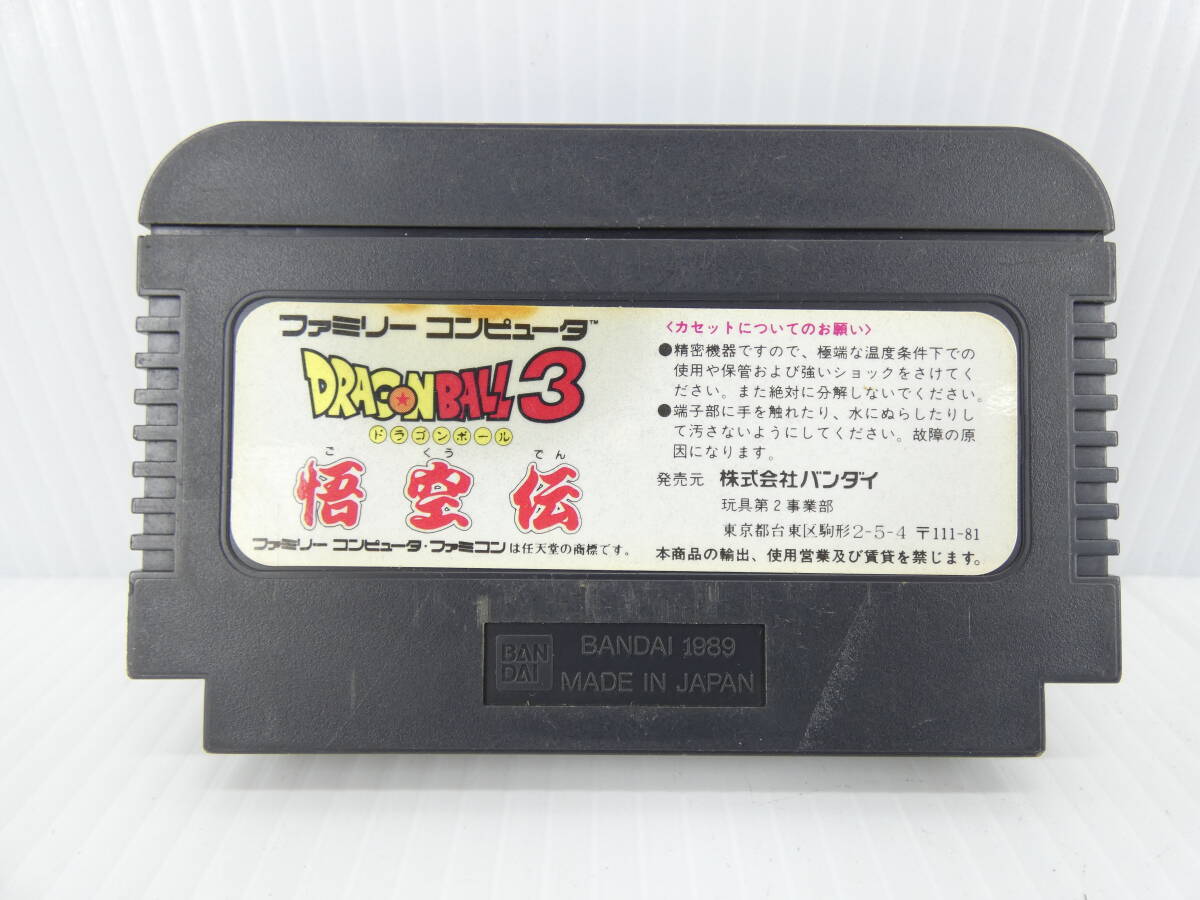 ファミリー コンピュータ™
DRAGON BALL 3
ドラゴンボール
ごくうでん
悟空伝
ファミリー コンピュータ・ファミコンは任天堂の商標です。
〈カセットについてのお願い〉
●精密機器ですので、極端な温度条件下での
使用や保管および強いショックをさけてく
ださい。また絶対に分解しないでください。
●端子部に手を触れたり、水にぬらしたりし
て汚さないようにしてください。故障の原
因になります。
発売元 株式会社バンダイ
玩具第2事業部
東京都台東区駒形2-5-4 〒111-81
本商品の輸出、使用営業及び賃貸を禁じます。
BAN
DAI
BANDAI 1989
MADE IN JAPAN